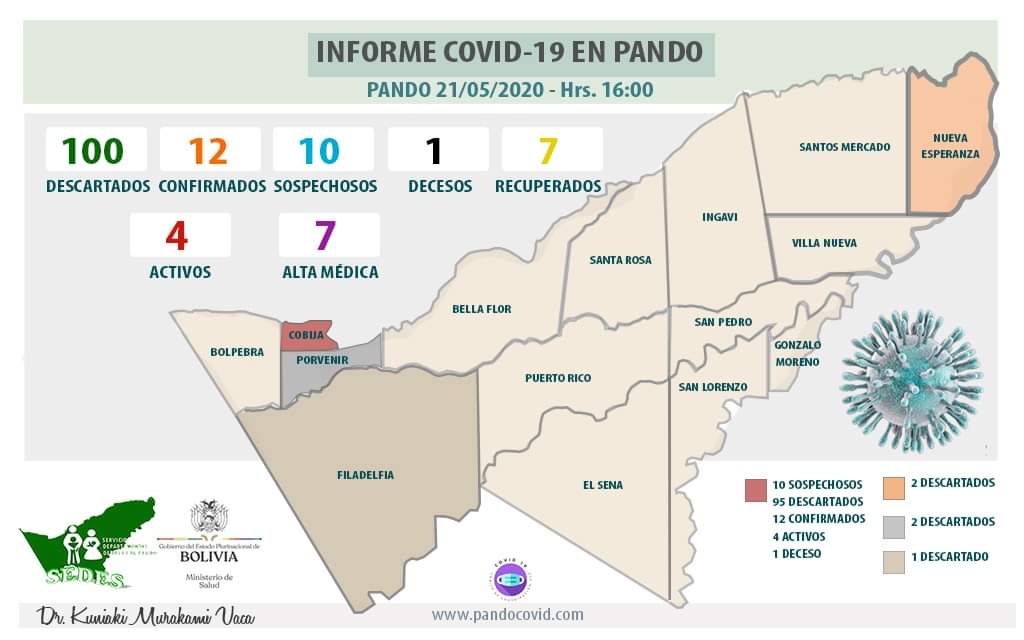 INFORME COVID-19 EN PANDO
PANDO 21/05/2020 - Hrs. 16:00
100
DESCARTADOS
12
CONFIRMADOS
10
SOSPECHOSOS
1
DECESOS
7
RECUPERADOS
4
ACTIVOS
7
ALTA MÉDICA
NUEVA
ESPERANZA
SANTOS MERCADO
INGAVI
VILLA NUEVA
SANTA ROSA
BELLA FLOR
SAN PEDRO
COBIJA
BOLPEBRA
PORVENIR
GONZALO
MORENO
PUERTO RICO
SAN LORENZO
FILADELFIA
EL SENA
10 SOSPECHOSOS
95 DESCARTADOS
12 CONFIRMADOS
4 ACTIVOS
1 DECESO
2 DESCARTADOS
2 DESCARTADOS
1 DESCARTADO
SERVICIO
SEDES
Gobierno del Estado Plurinacional de
BOLIVIA
Ministerio de
Salud
COVID 19
Dr. Kuniaki Murakami Vaca
www.pandocovid.com